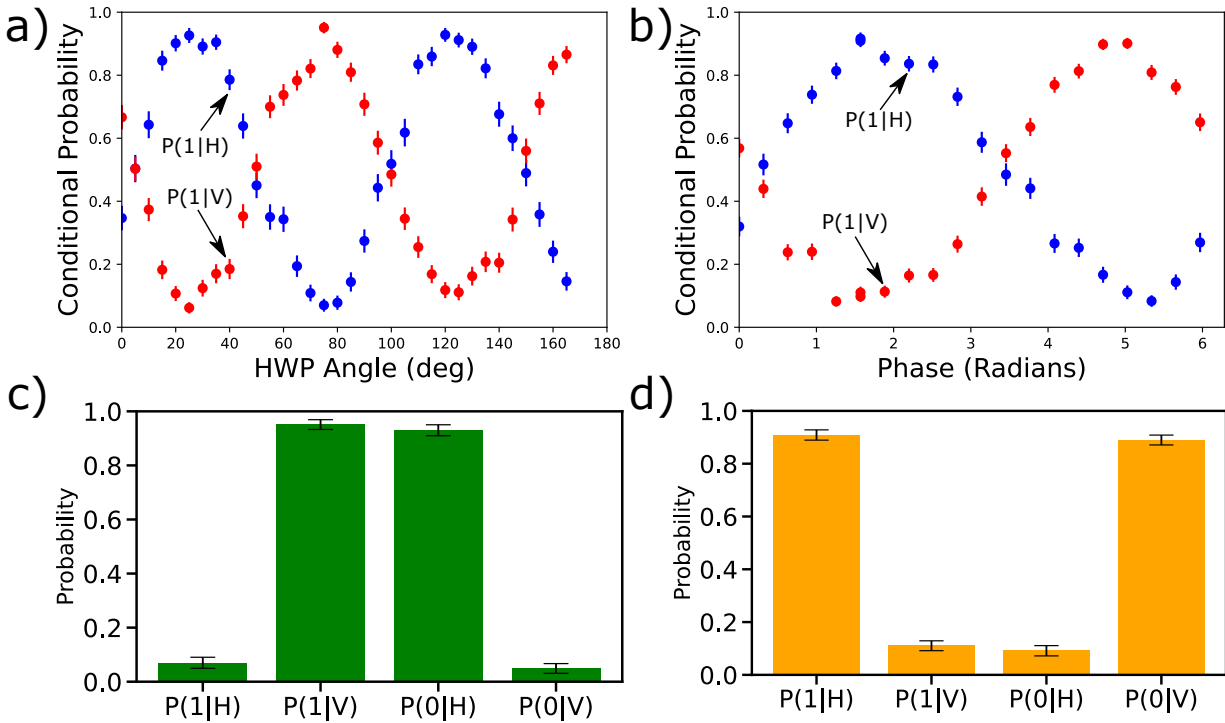 a)
Conditional Probability
1.0
0.8
0.6
0.4
0.2
0.0
P(1|H)
P(1|V)
0 20 40 60 80 100 120 140 160 180
HWP Angle (deg)
b)
Conditional Probability
1.0
0.8
0.6
0.4
0.2
0.0
P(1|H)
P(1|V)
0 1 2 3 4 5 6
Phase (Radians)
c)
Probability
1.0
0.8
0.6
0.4
0.2
0.0
P(1|H) P(1|V) P(0|H) P(0|V)
d)
Probability
1.0
0.8
0.6
0.4
0.2
0.0
P(1|H) P(1|V) P(0|H) P(0|V)